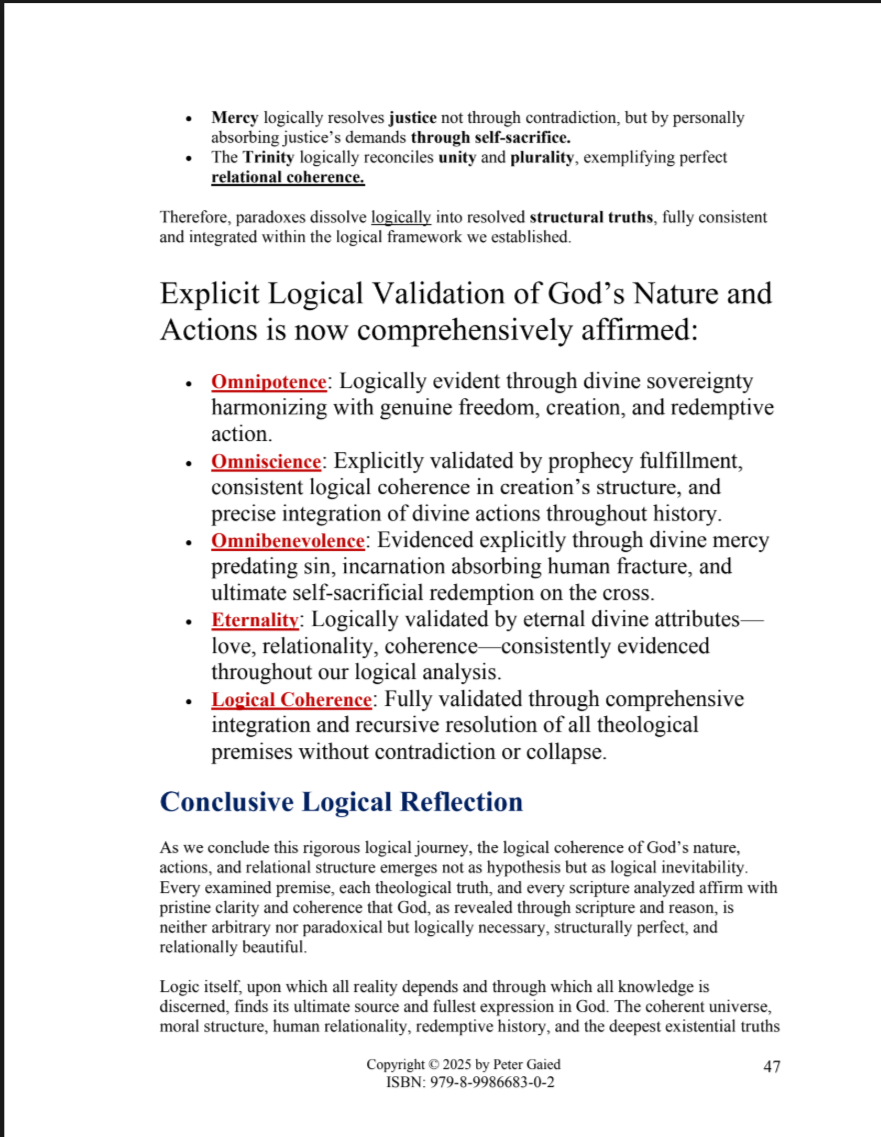 • Mercy logically resolves justice not through contradiction, but by personally
absorbing justice's demands through self-sacrifice.
• The Trinity logically reconciles unity and plurality, exemplifying perfect
relational coherence.
Therefore, paradoxes dissolve logically into resolved structural truths, fully consistent
and integrated within the logical framework we established.
Explicit Logical Validation of God's Nature and
Actions is now comprehensively affirmed:
• Omnipotence: Logically evident through divine sovereignty
harmonizing with genuine freedom, creation, and redemptive
action.
• Omniscience: Explicitly validated by prophecy fulfillment,
consistent logical coherence in creation's structure, and
precise integration of divine actions throughout history.
• Omnibenevolence: Evidenced explicitly through divine mercy
predating sin, incarnation absorbing human fracture, and
ultimate self-sacrificial redemption on the cross.
• Eternality: Logically validated by eternal divine attributes—
love, relationality, coherence—consistently evidenced
throughout our logical analysis.
• Logical Coherence: Fully validated through comprehensive
integration and recursive resolution of all theological
premises without contradiction or collapse.
Conclusive Logical Reflection
As we conclude this rigorous logical journey, the logical coherence of God's nature,
actions, and relational structure emerges not as hypothesis but as logical inevitability.
Every examined premise, each theological truth, and every scripture analyzed affirm with
pristine clarity and coherence that God, as revealed through scripture and reason, is
neither arbitrary nor paradoxical but logically necessary, structurally perfect, and
relationally beautiful.
Logic itself, upon which all reality depends and through which all knowledge is
discerned, finds its ultimate source and fullest expression in God. The coherent universe,
moral structure, human relationality, redemptive history, and the deepest existential truths
Copyright © 2025 by Peter Gaied
47
ISBN: 979-8-9986683-0-2